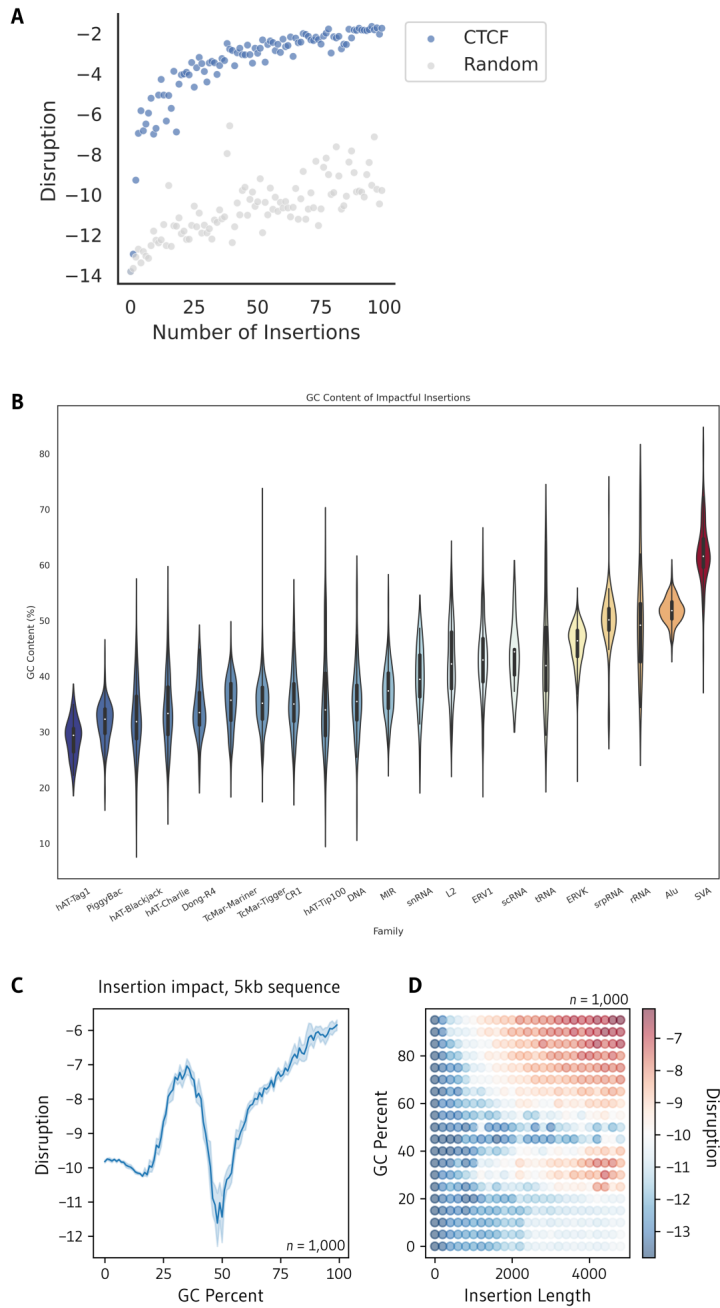 A
−2
−4
−6
−8
−10
−12
−14
Disruption
0 25 50 75 100
Number of Insertions
CTCF
Random
B
GC Content of Impactful Insertions
80
70
60
50
40
30
20
10
GC Content (%)
hAT-Tag1 PiggyBac hAT-Blackjack hAT-Charlie Dong-R4 TcMar-Mariner TcMar-Tigger CR1 hAT-Tip100 DNA MIR snRNA L2 ERV1 scRNA tRNA ERVK srpRNA rRNA Alu SVA
Family
C
Insertion impact, 5kb sequence
−6
−7
−8
−9
−10
−11
−12
Disruption
n = 1,000
0 25 50 75 100
GC Percent
D
n = 1,000
80
60
40
20
0
GC Percent
0 2000 4000
Insertion Length
−7
−8
−9
−10
−11
−12
−13
Disruption